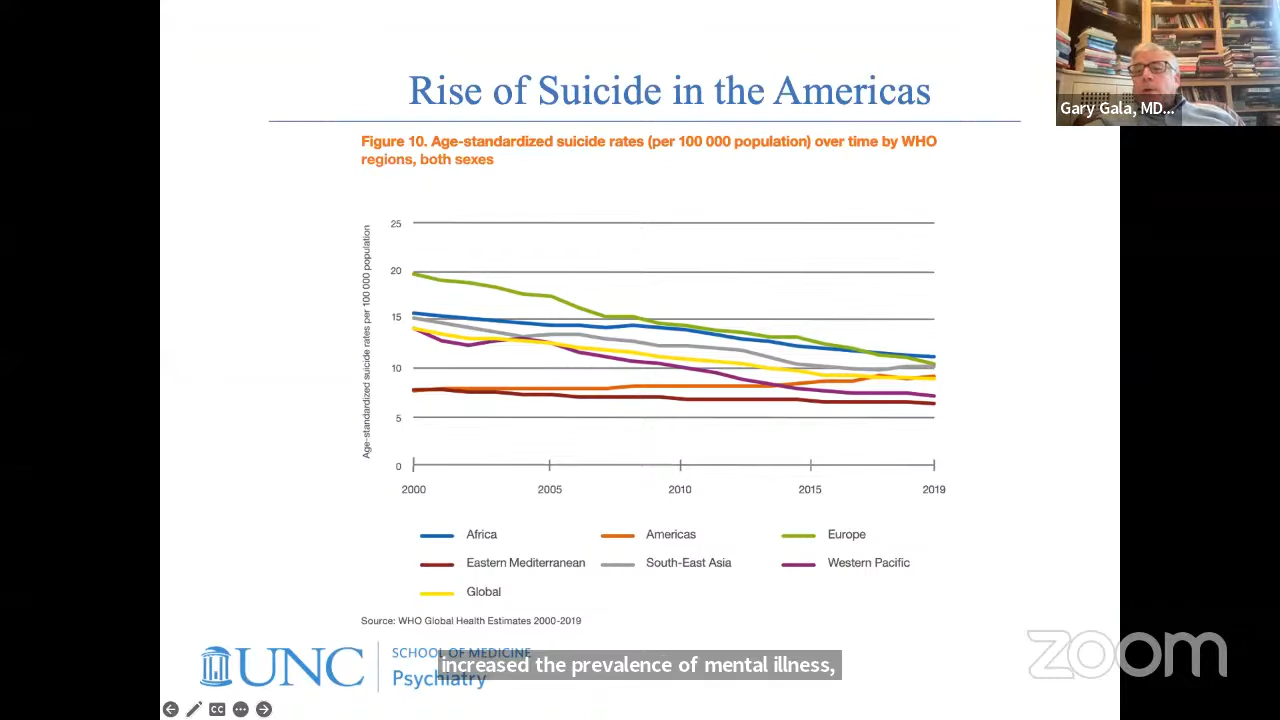 Rise of Suicide in the Americas
Gary Gala, MD...
Figure 10. Age-standardized suicide rates (per 100 000 population) over time by WHO
regions, both sexes
Age-standardized suicide rates per 100 000 population
25
20
15
10
5
0
2000 2005 2010 2015 2019
Africa Americas Europe
Eastern Mediterranean South-East Asia Western Pacific
Global
Source: WHO Global Health Estimates 2000-2019
UNC
SCHOOL OF MEDICINE
Psychiatry
increased the prevalence of mental illness,
zoom
CC